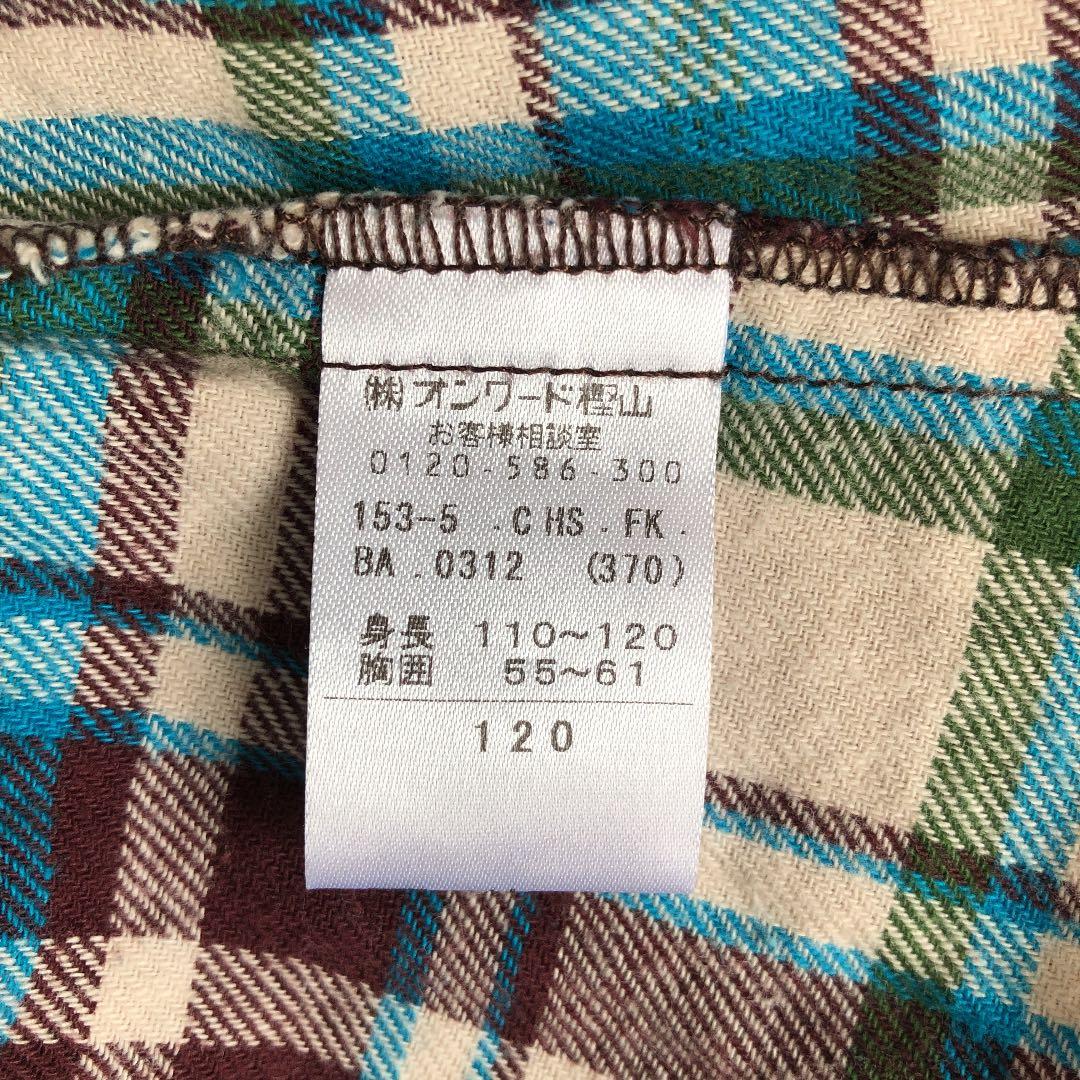 (株)オンワード樫山
お客様相談室
0120-586-300
153-5 .CHS.FK.
BA.0312 (370)
身長 110~120
胸囲 55~61
120